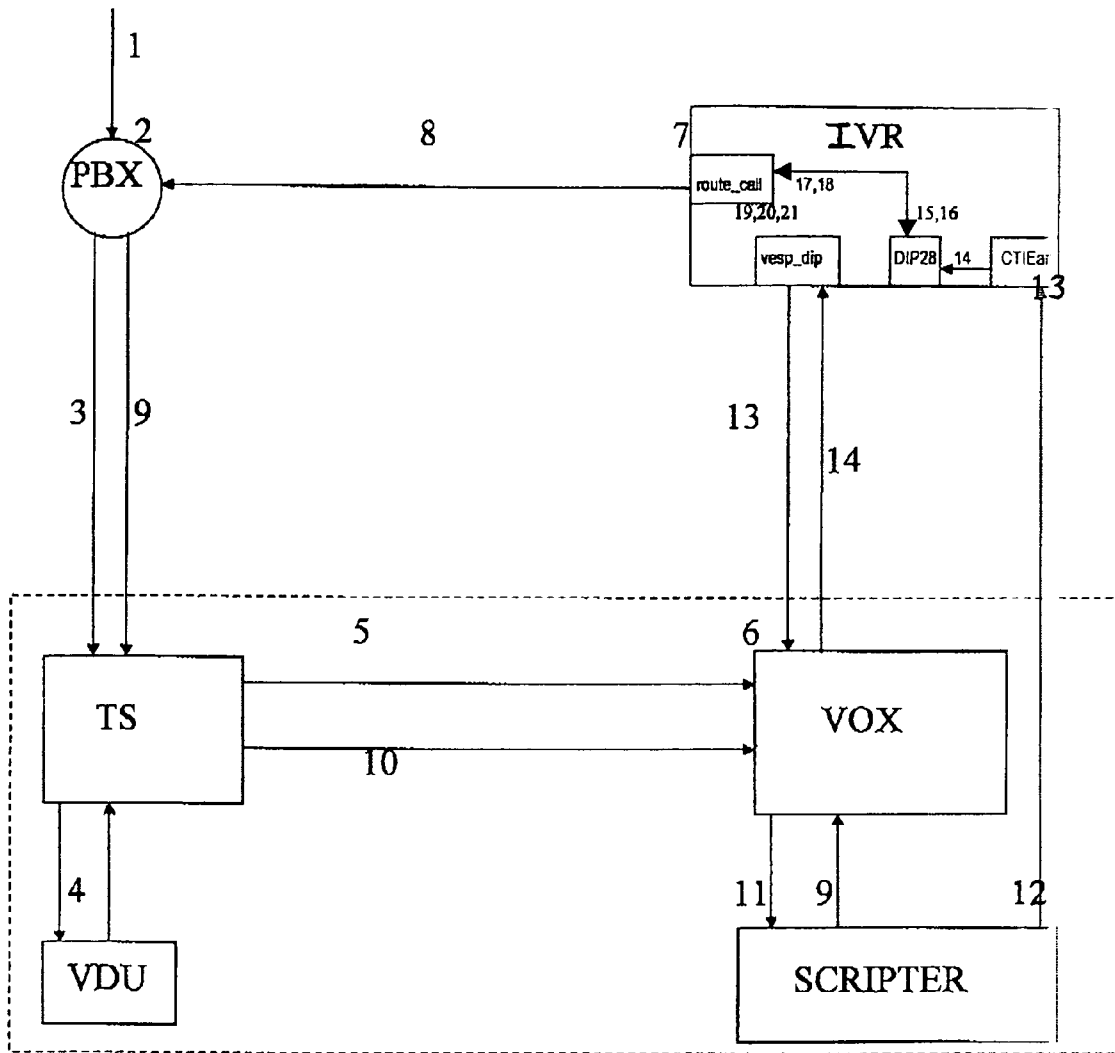 1
2
PBX
8
7
IVR
route_call
17,18
19,20,21
15,16
vesp_dip
DIP28
14
CTIEar
13
3
9
13
14
5
6
TS
VOX
10
4
11
9
12
VDU
SCRIPTER